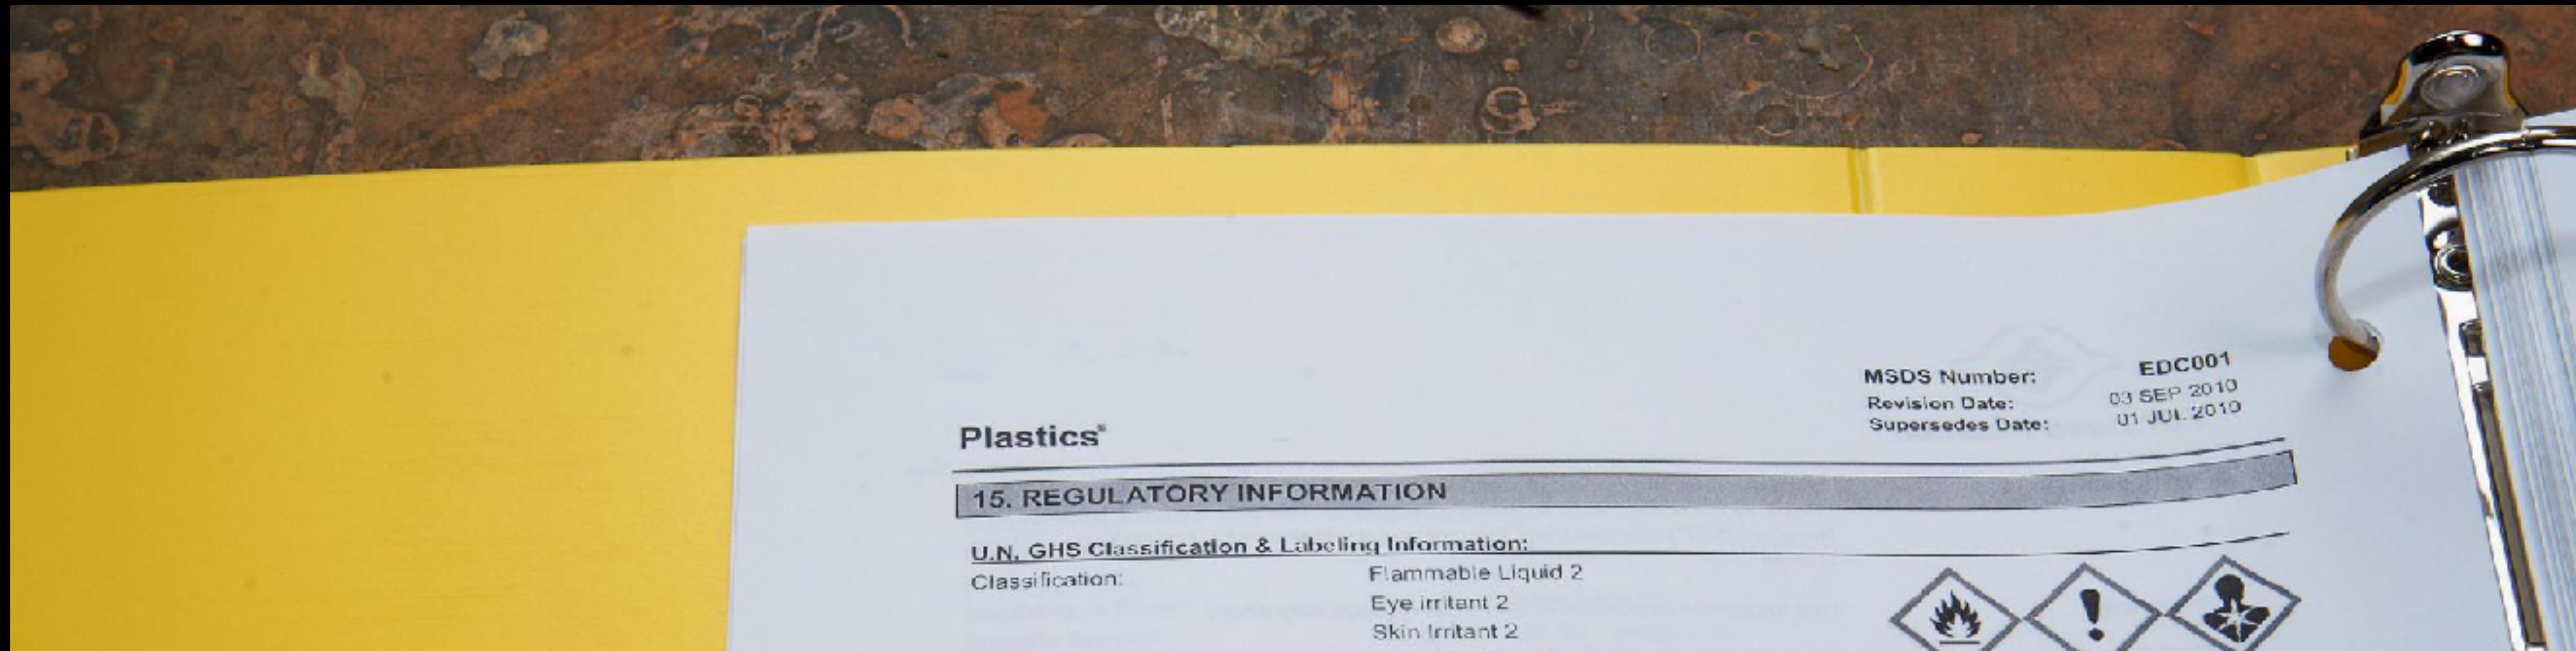 MSDS Number: EDC001
Revision Date: 03 SEP 2010
Supersedes Date: 01 JUL 2010
Plastics®
15. REGULATORY INFORMATION
U.N. GHS Classification & Labeling Information:
Classification: Flammable Liquid 2
Eye irritant 2
Skin Irritant 2